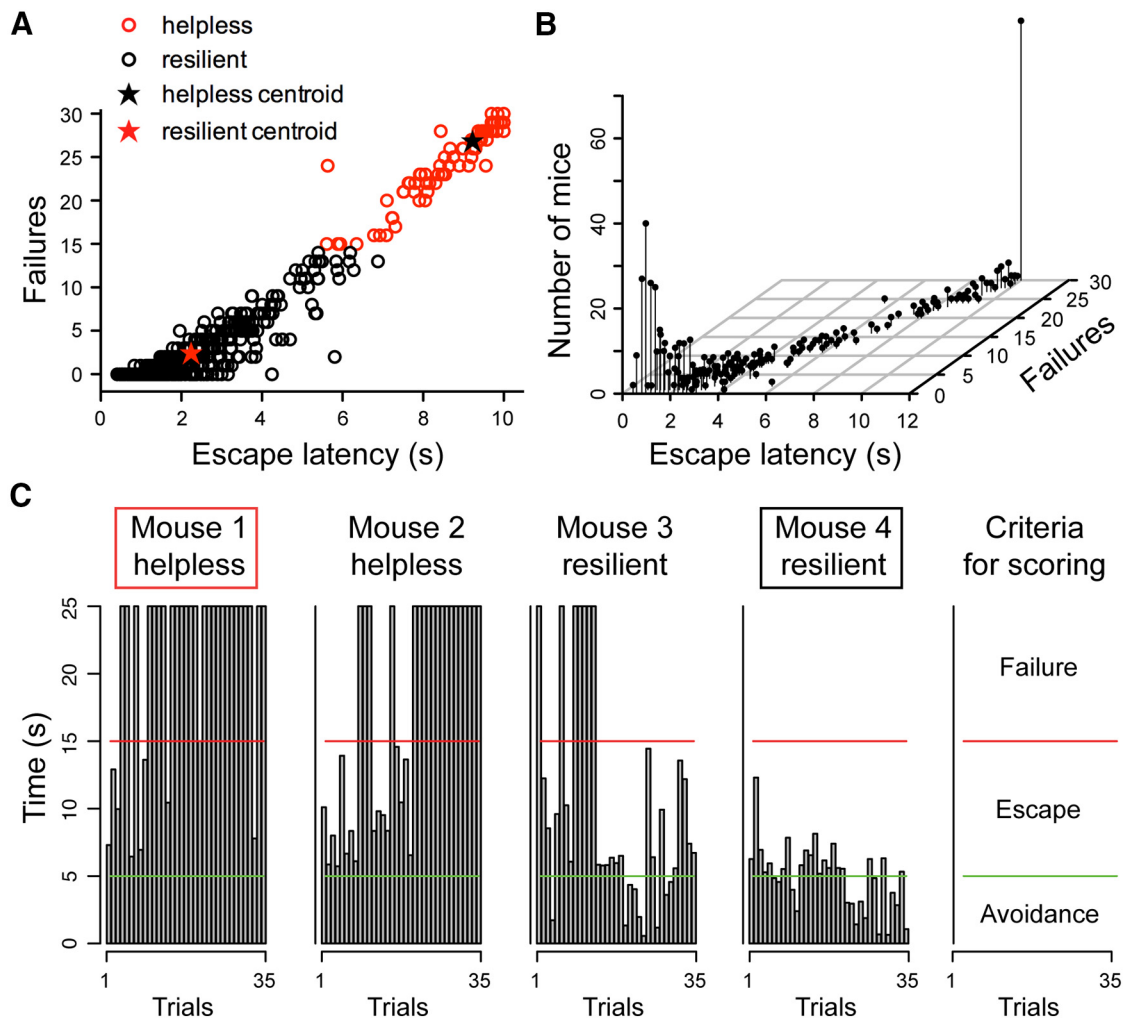 A
helpless
resilient
helpless centroid
resilient centroid
30
25
20
15
10
5
0
Failures
0
2
4
6
8
10
Escape latency (s)
B
60
40
20
0
Number of mice
0
2
4
6
8
10
12
Escape latency (s)
0
5
10
15
20
25
30
Failures
C
Mouse 1
helpless
Mouse 2
helpless
Mouse 3
resilient
Mouse 4
resilient
Criteria
for scoring
25
20
15
10
5
0
Time (s)
Failure
Escape
Avoidance
1
35
Trials
1
35
Trials
1
35
Trials
1
35
Trials
1
35
Trials